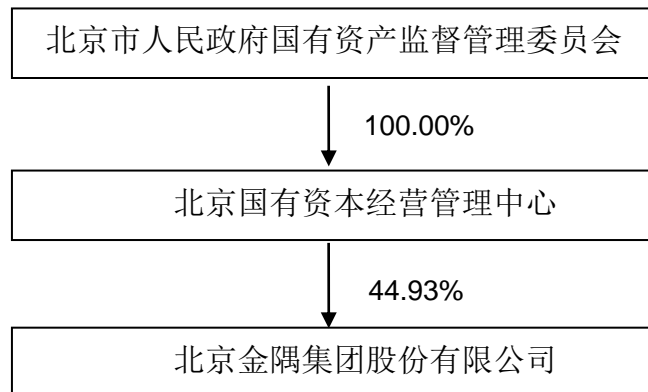 北京市人民政府国有资产监督管理委员会
100.00%
北京国有资本经营管理中心
44.93%
北京金隅集团股份有限公司